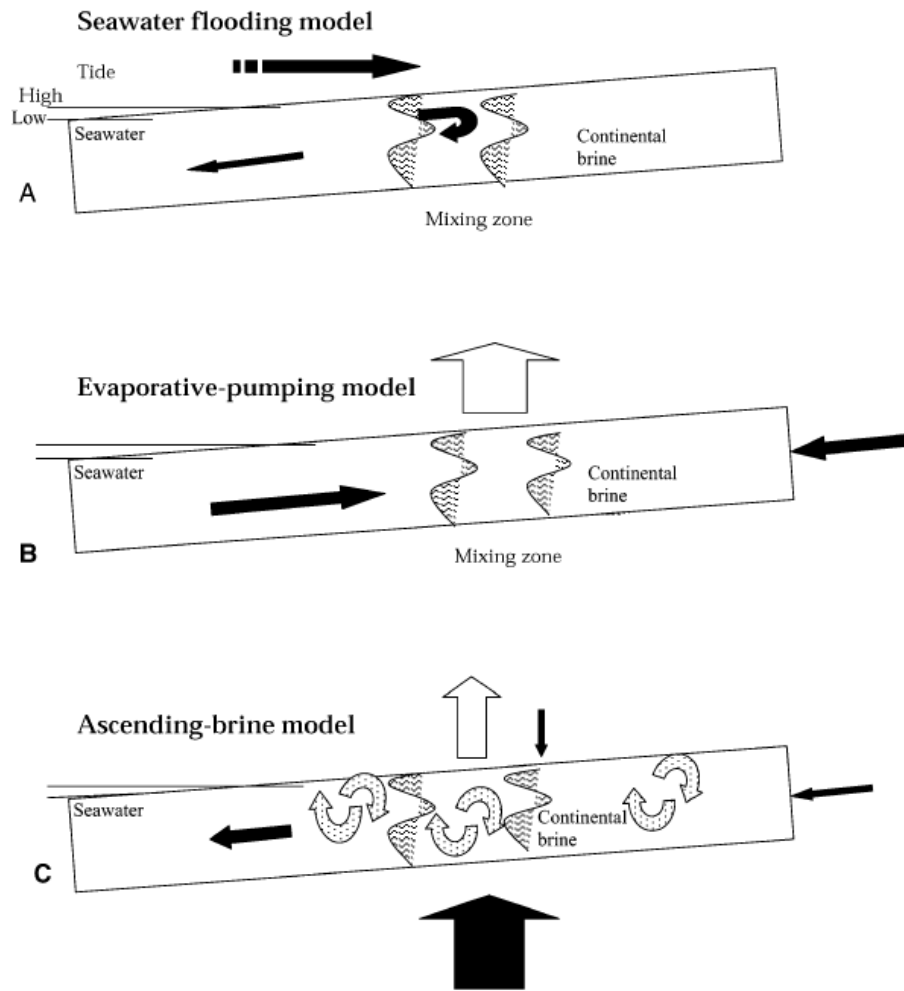 Seawater flooding model
Tide
High
Low
Seawater
Continental
brine
A
Mixing zone
Evaporative-pumping model
Seawater
Continental
brine
B
Mixing zone
Ascending-brine model
Seawater
Continental
brine
C